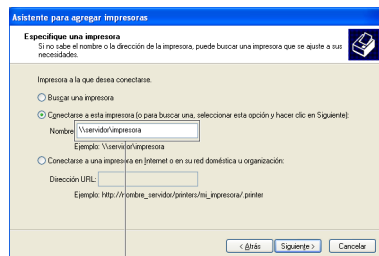 Asistente para agregar impresoras
Especifique una impresora
Si no sabe el nombre o la dirección de la impresora, puede buscar una impresora que se ajuste a sus
necesidades.
Impresora a la que desea conectarse.
Buscar una impresora
Conectarse a esta impresora (o para buscar una, seleccionar esta opción y hacer clic en Siguiente):
Nombre \\servidor\impresora
Ejemplo: \\servidor\impresora
Conectarse a una impresora en Internet o en su red doméstica u organización:
Dirección URL:
Ejemplo: http://nombre_servidor/printers/mi_impresora/.printer
< Atrás Siguiente > Cancelar